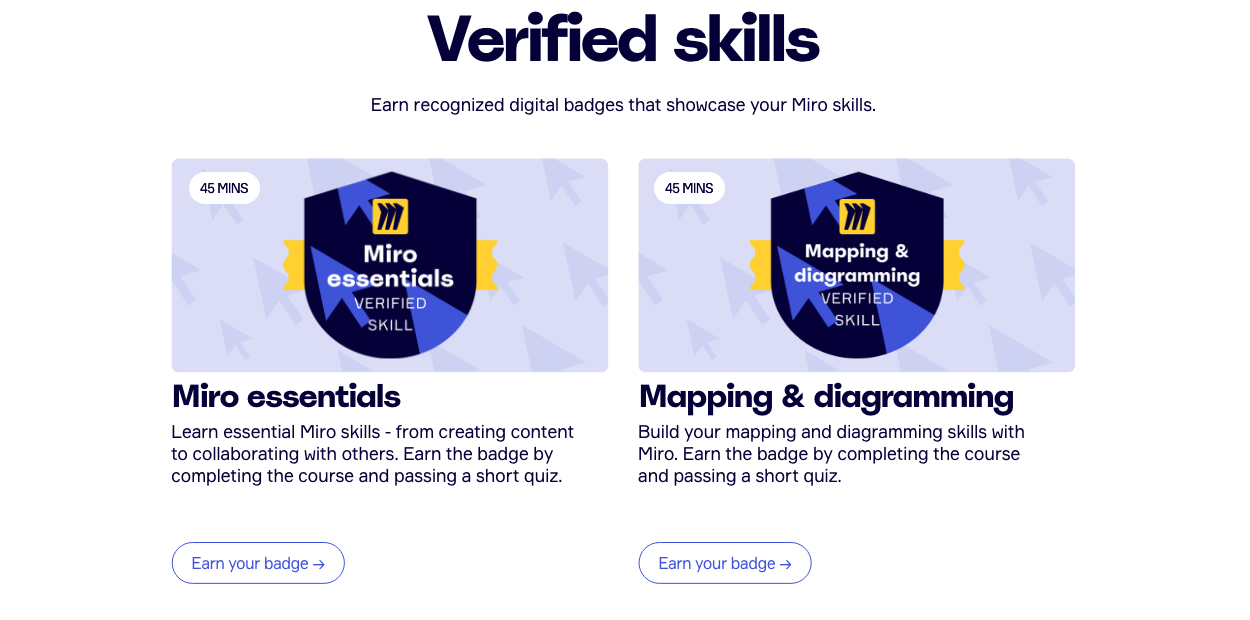 Verified skills
Earn recognized digital badges that showcase your Miro skills.
45 MINS
Miro
essentials
VERIFIED
SKILL
Miro essentials
Learn essential Miro skills - from creating content
to collaborating with others. Earn the badge by
completing the course and passing a short quiz.
Earn your badge →
45 MINS
Mapping &
diagramming
VERIFIED
SKILL
Mapping & diagramming
Build your mapping and diagramming skills with
Miro. Earn the badge by completing the course
and passing a short quiz.
Earn your badge →